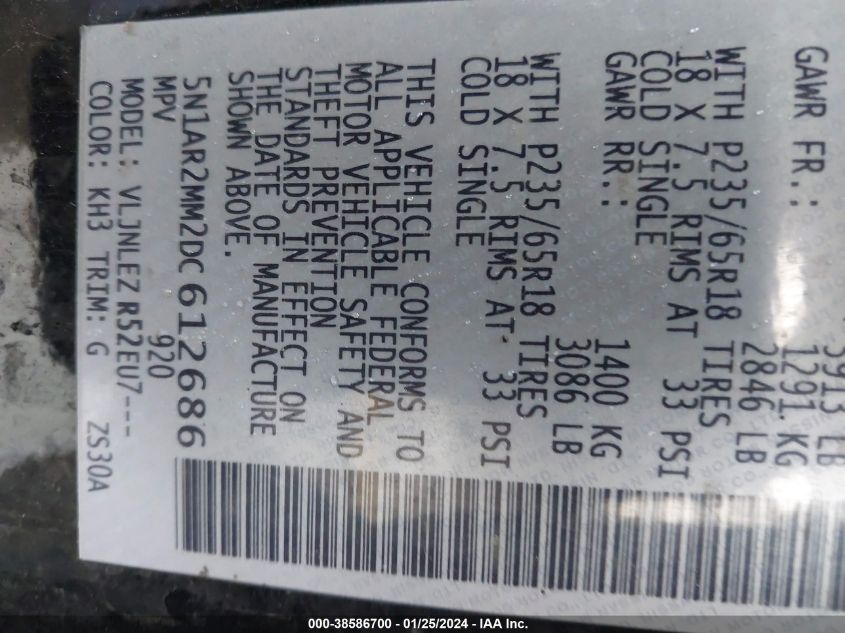 GAWR FR.: 1291 KG
2846 LB
WITH P235/65R18 TIRES
18 X 7.5 RIMS AT 33 PSI
COLD SINGLE
GAWR RR.: 1400 KG
3086 LB
WITH P235/65R18 TIRES
18 X 7.5 RIMS AT 33 PSI
COLD SINGLE
THIS VEHICLE CONFORMS TO
ALL APPLICABLE FEDERAL
MOTOR VEHICLE SAFETY AND
THEFT PREVENTION
STANDARDS IN EFFECT ON
THE DATE OF MANUFACTURE
SHOWN ABOVE.
5N1AR2MM2DC612686
MPV 920
MODEL: VLJNLEZ R52EU7---
COLOR: KH3 TRIM: G ZS30A
000-38586700 - 01/25/2024 - IAA Inc.